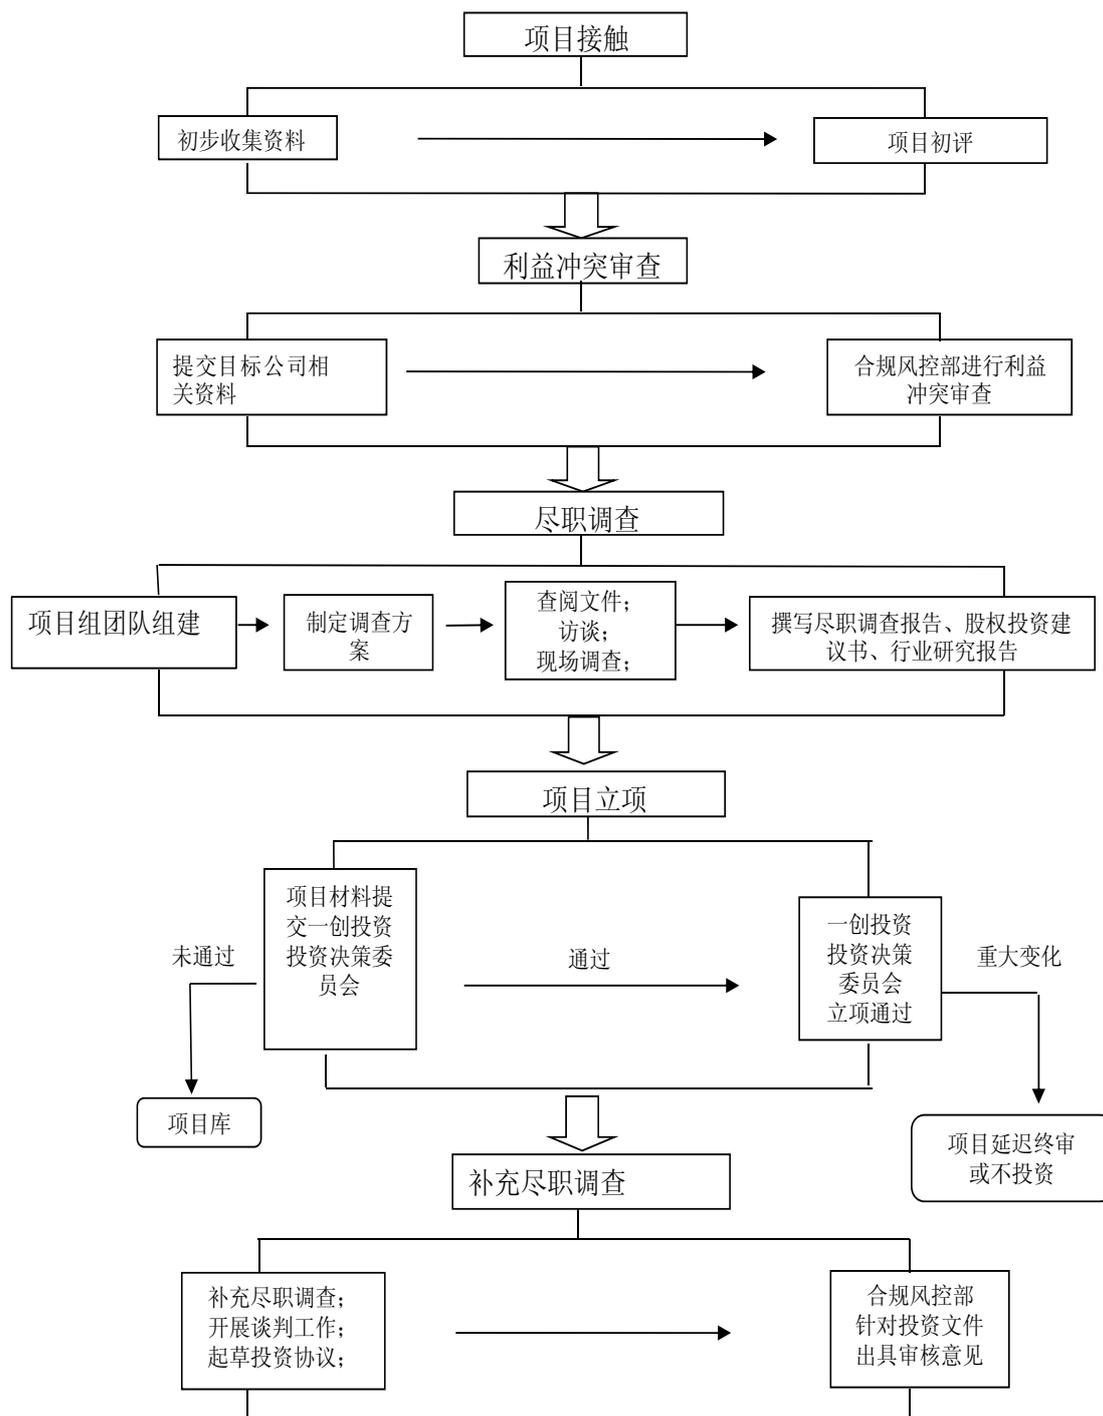 项目接触
初步收集资料
项目初评
利益冲突审查
提交目标公司相
关资料
合规风控部进行利益
冲突审查
尽职调查
项目组团队组建
制定调查方
案
查阅文件；
访谈；
现场调查；
撰写尽职调查报告、股权投资建
议书、行业研究报告
项目立项
未通过
项目材料提
交一创投资
投资决策委
员会
通过
一创投资
投资决策
委员会
立项通过
重大变化
项目库
项目延迟终审
或不投资
补充尽职调查
补充尽职调查；
开展谈判工作；
起草投资协议；
合规风控部
针对投资文件
出具审核意见